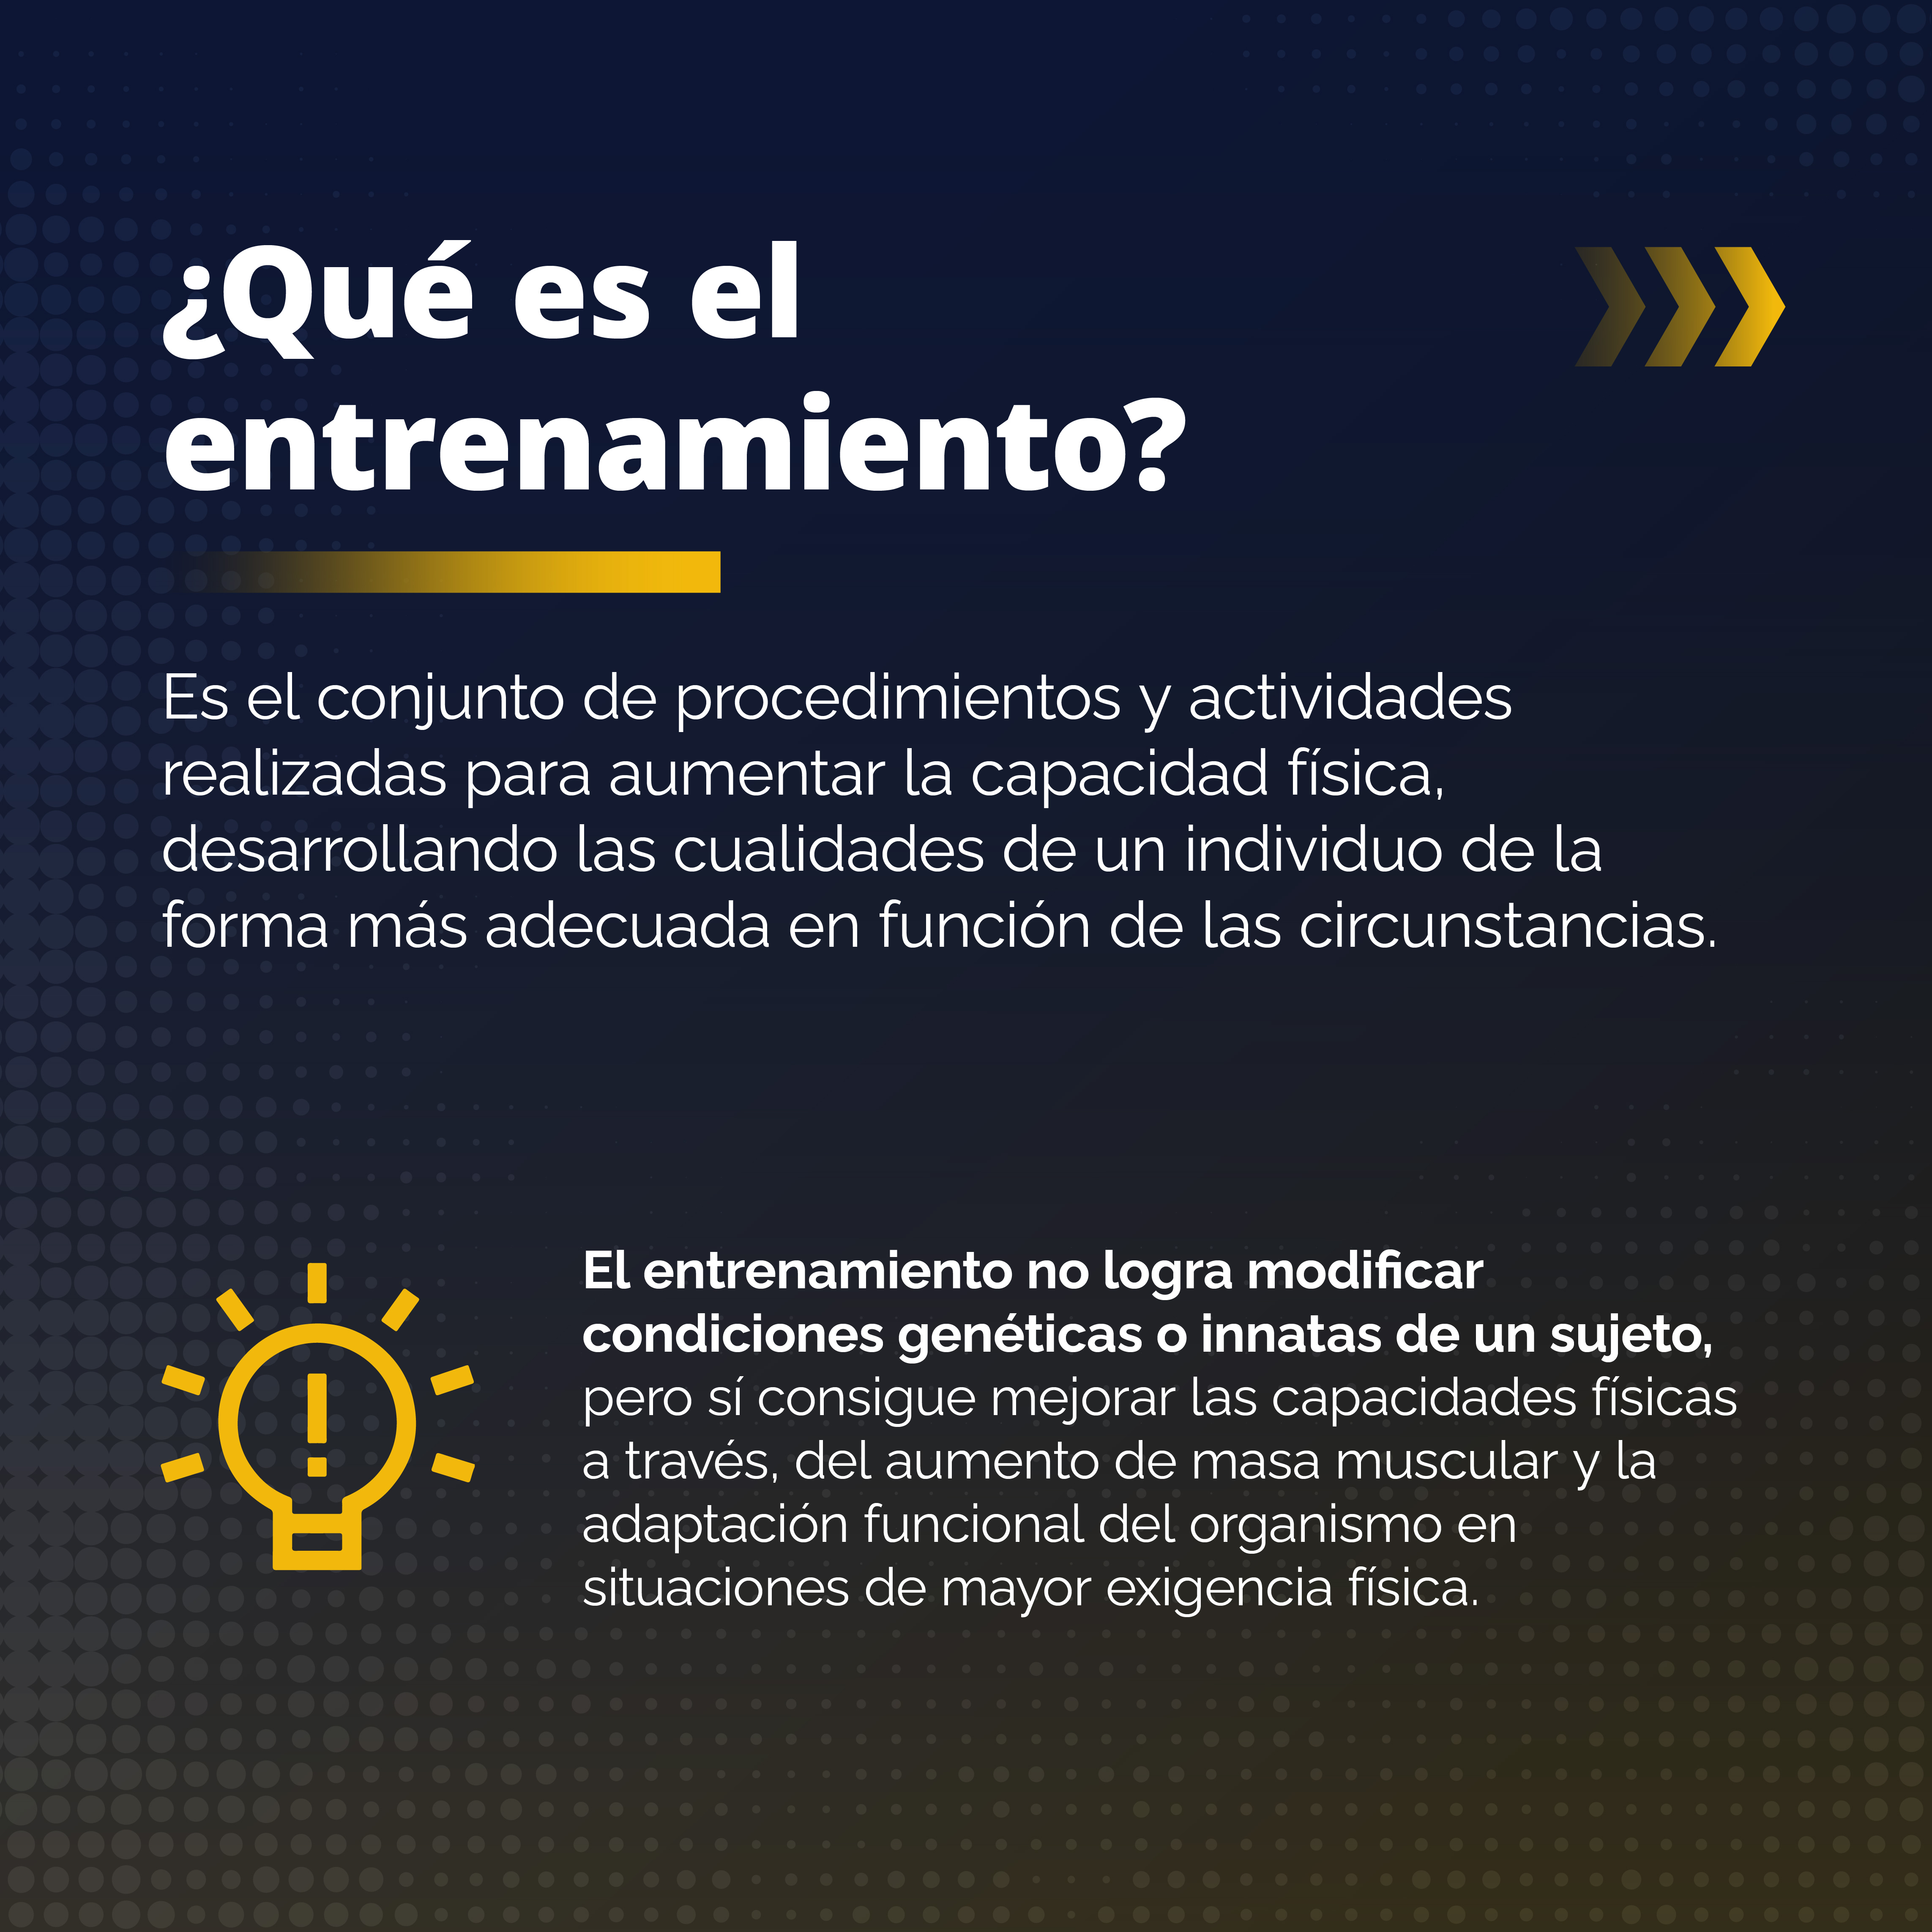 ¿Qué es el
entrenamiento?
Es el conjunto de procedimientos y actividades
realizadas para aumentar la capacidad física,
desarrollando las cualidades de un individuo de la
forma más adecuada en función de las circunstancias.
El entrenamiento no logra modificar
condiciones genéticas o innatas de un sujeto,
pero sí consigue mejorar las capacidades físicas
a través, del aumento de masa muscular y la
adaptación funcional del organismo en
situaciones de mayor exigencia física.